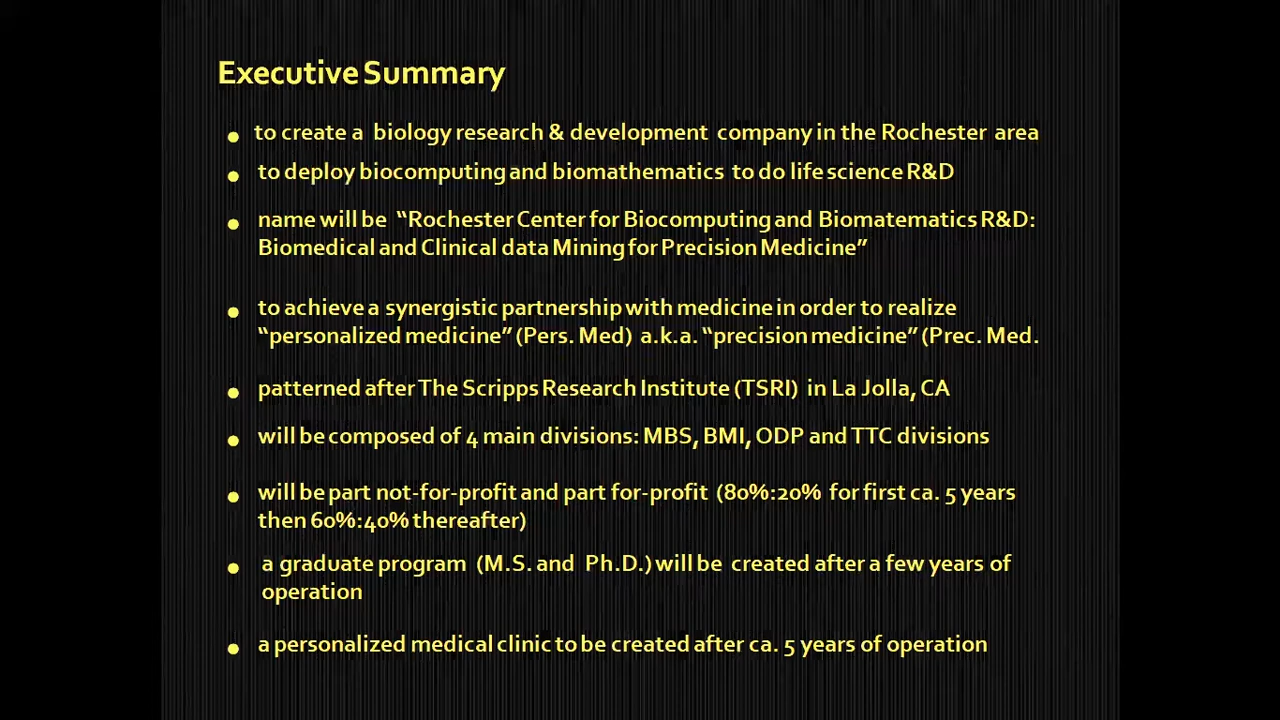 Executive Summary
• to create a biology research & development company in the Rochester area
• to deploy biocomputing and biomathematics to do life science R&D
• name will be “Rochester Center for Biocomputing and Biomatematics R&D:
Biomedical and Clinical data Mining for Precision Medicine”
• to achieve a synergistic partnership with medicine in order to realize
“personalized medicine” (Pers. Med) a.k.a. “precision medicine” (Prec. Med.
• patterned after The Scripps Research Institute (TSRI) in La Jolla, CA
• will be composed of 4 main divisions: MBS, BMI, ODP and TTC divisions
• will be part not-for-profit and part for-profit (80%:20% for first ca. 5 years
then 60%:40% thereafter)
• a graduate program (M.S. and Ph.D.) will be created after a few years of
operation
• a personalized medical clinic to be created after ca. 5 years of operation